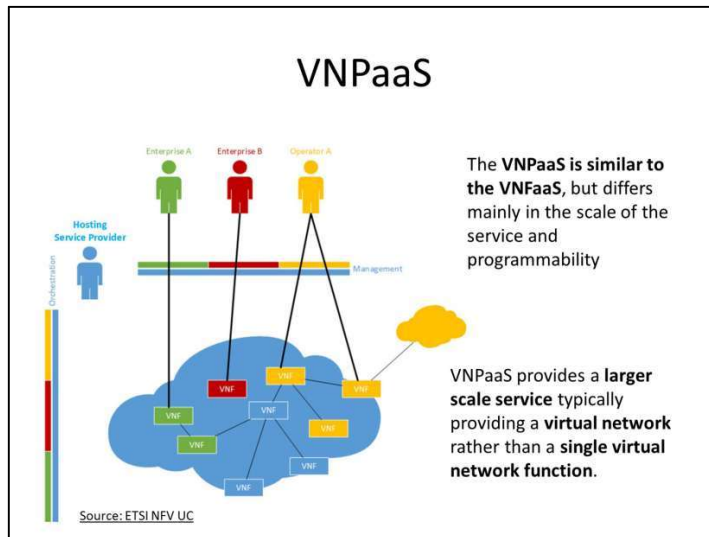 VNPaaS
Enterprise A
Enterprise B
Operator A
Hosting
Service Provider
Orchestration
Management
VNF
VNF
VNF
VNF
VNF
VNF
VNF
VNF
VNF
Source: ETSI NFV UC
The VNPaaS is similar to
the VNFaaS, but differs
mainly in the scale of the
service and
programmability
VNPaaS provides a larger
scale service typically
providing a virtual network
rather than a single virtual
network function.